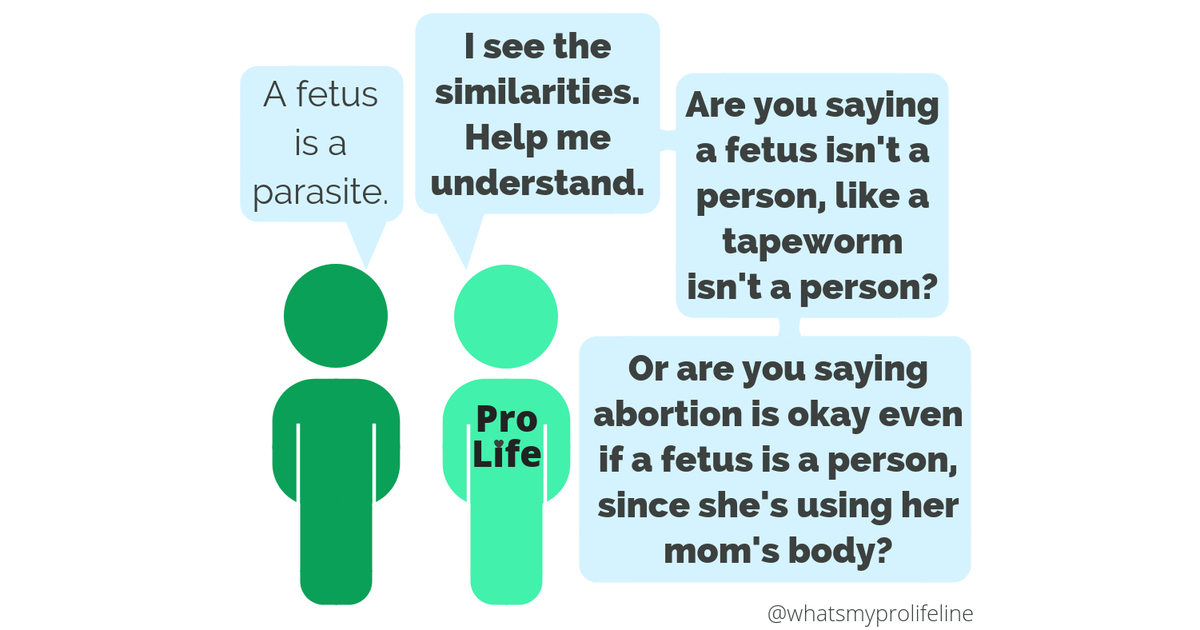 A fetus
is a
parasite.
I see the
similarities.
Help me
understand.
Are you saying
a fetus isn't a
person, like a
tapeworm
isn't a person?
Or are you saying
abortion is okay even
if a fetus is a person,
since she's using her
mom's body?
Pro
Life
@whatsmyprolifeline